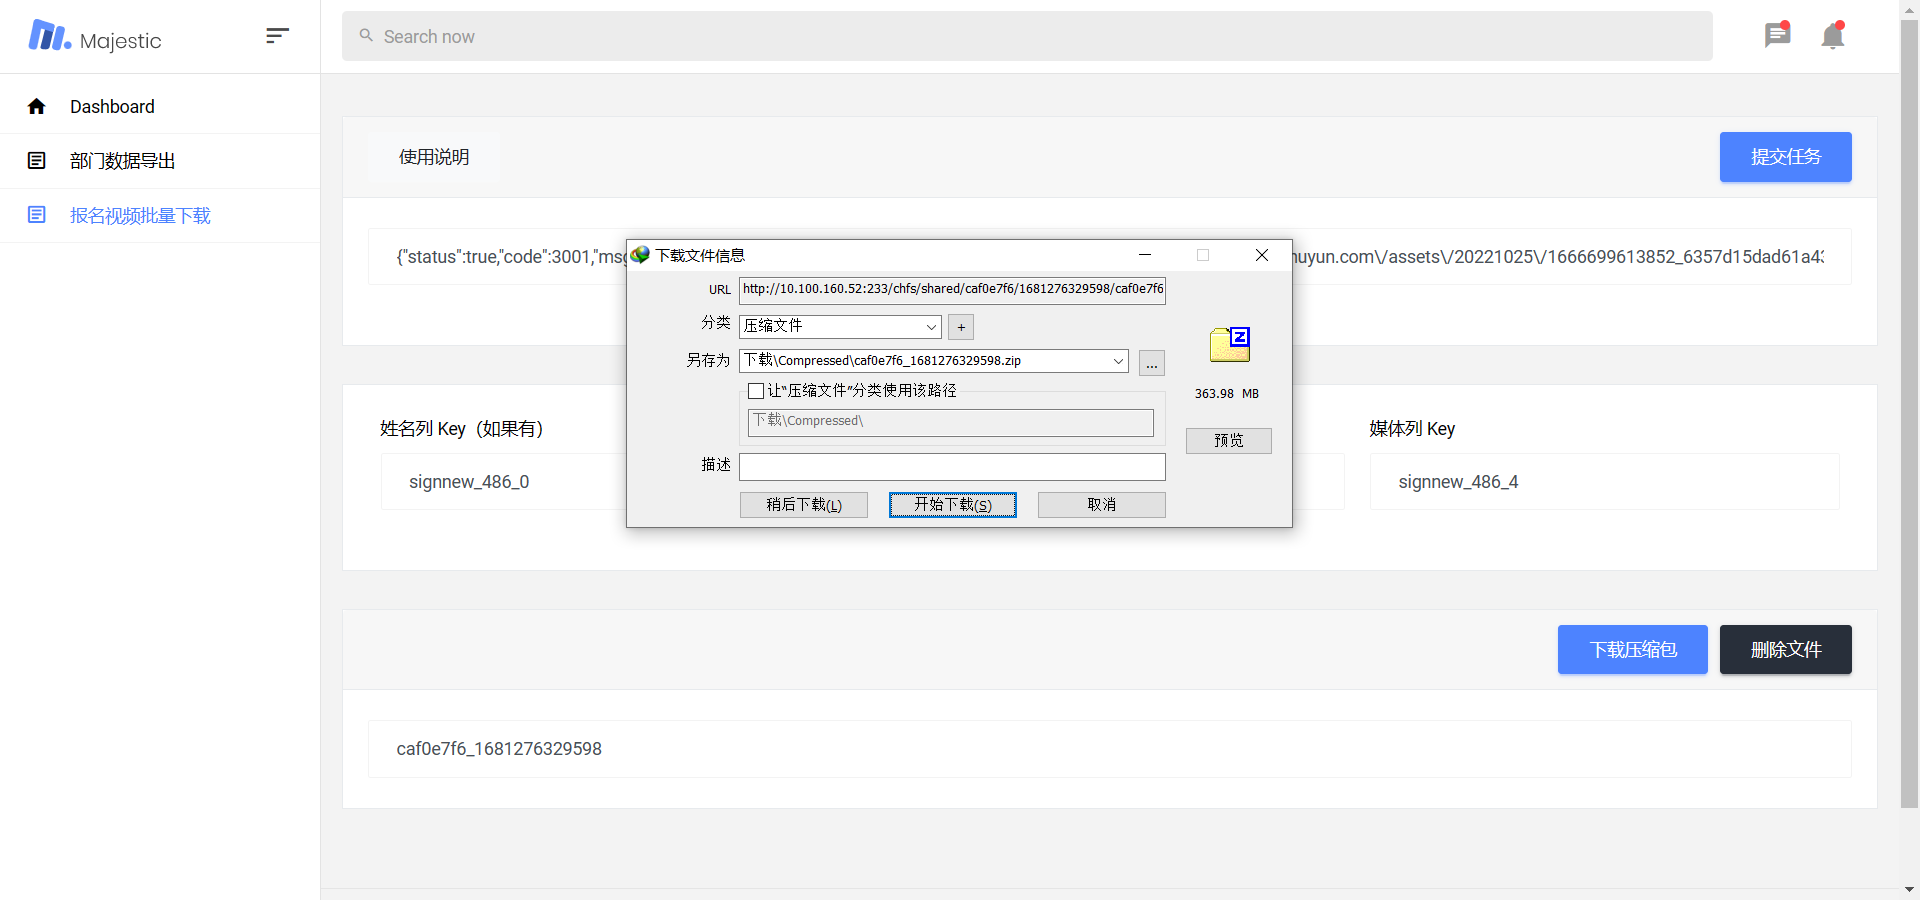 Majestic
Search now
Dashboard
部门数据导出
报名视频批量下载
使用说明
提交任务
{"status":true,"code":3001,"msg
uyun.com\/assets\/20221025\/1666699613852_6357d15dad61a43
下载文件信息
URL http://10.100.160.52:233/chfs/shared/caf0e7f6/1681276329598/caf0e7f6
分类 压缩文件 +
另存为 下载\Compressed\caf0e7f6_1681276329598.zip ...
让“压缩文件”分类使用该路径
下载\Compressed\
描述
363.98 MB
预览
稍后下载(L) 开始下载(S) 取消
姓名列 Key（如果有）
signnew_486_0
媒体列 Key
signnew_486_4
下载压缩包 删除文件
caf0e7f6_1681276329598